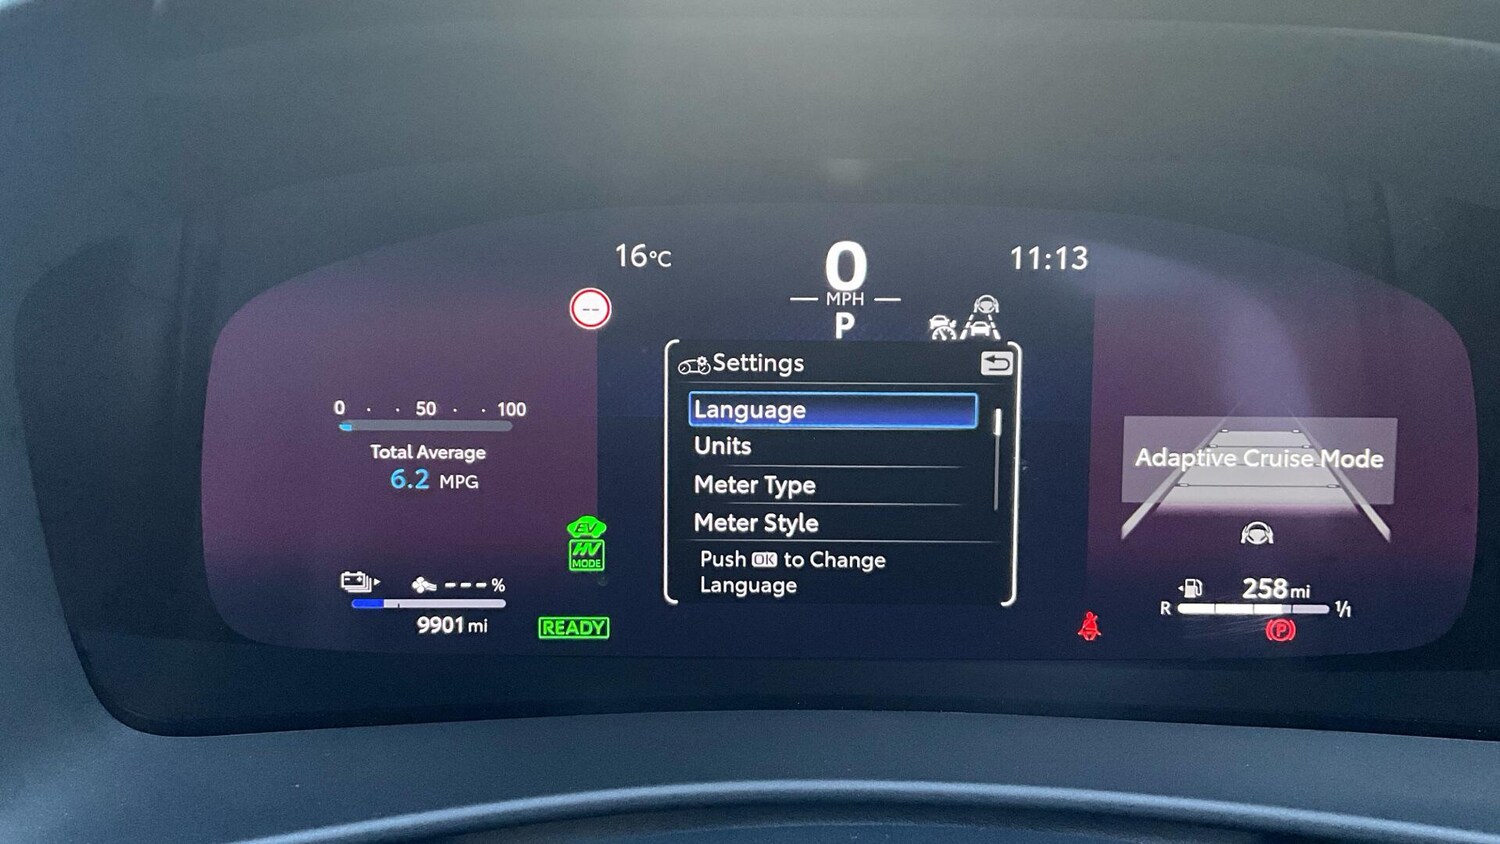 16°C
0
MPH
P
11:13
--
Settings
Language
Units
Meter Type
Meter Style
Push OK to Change
Language
0 · · 50 · · 100
Total Average
6.2 MPG
EV
HV
MODE
---%
9901 mi
READY
Adaptive Cruise Mode
258 mi
R 1/1
P